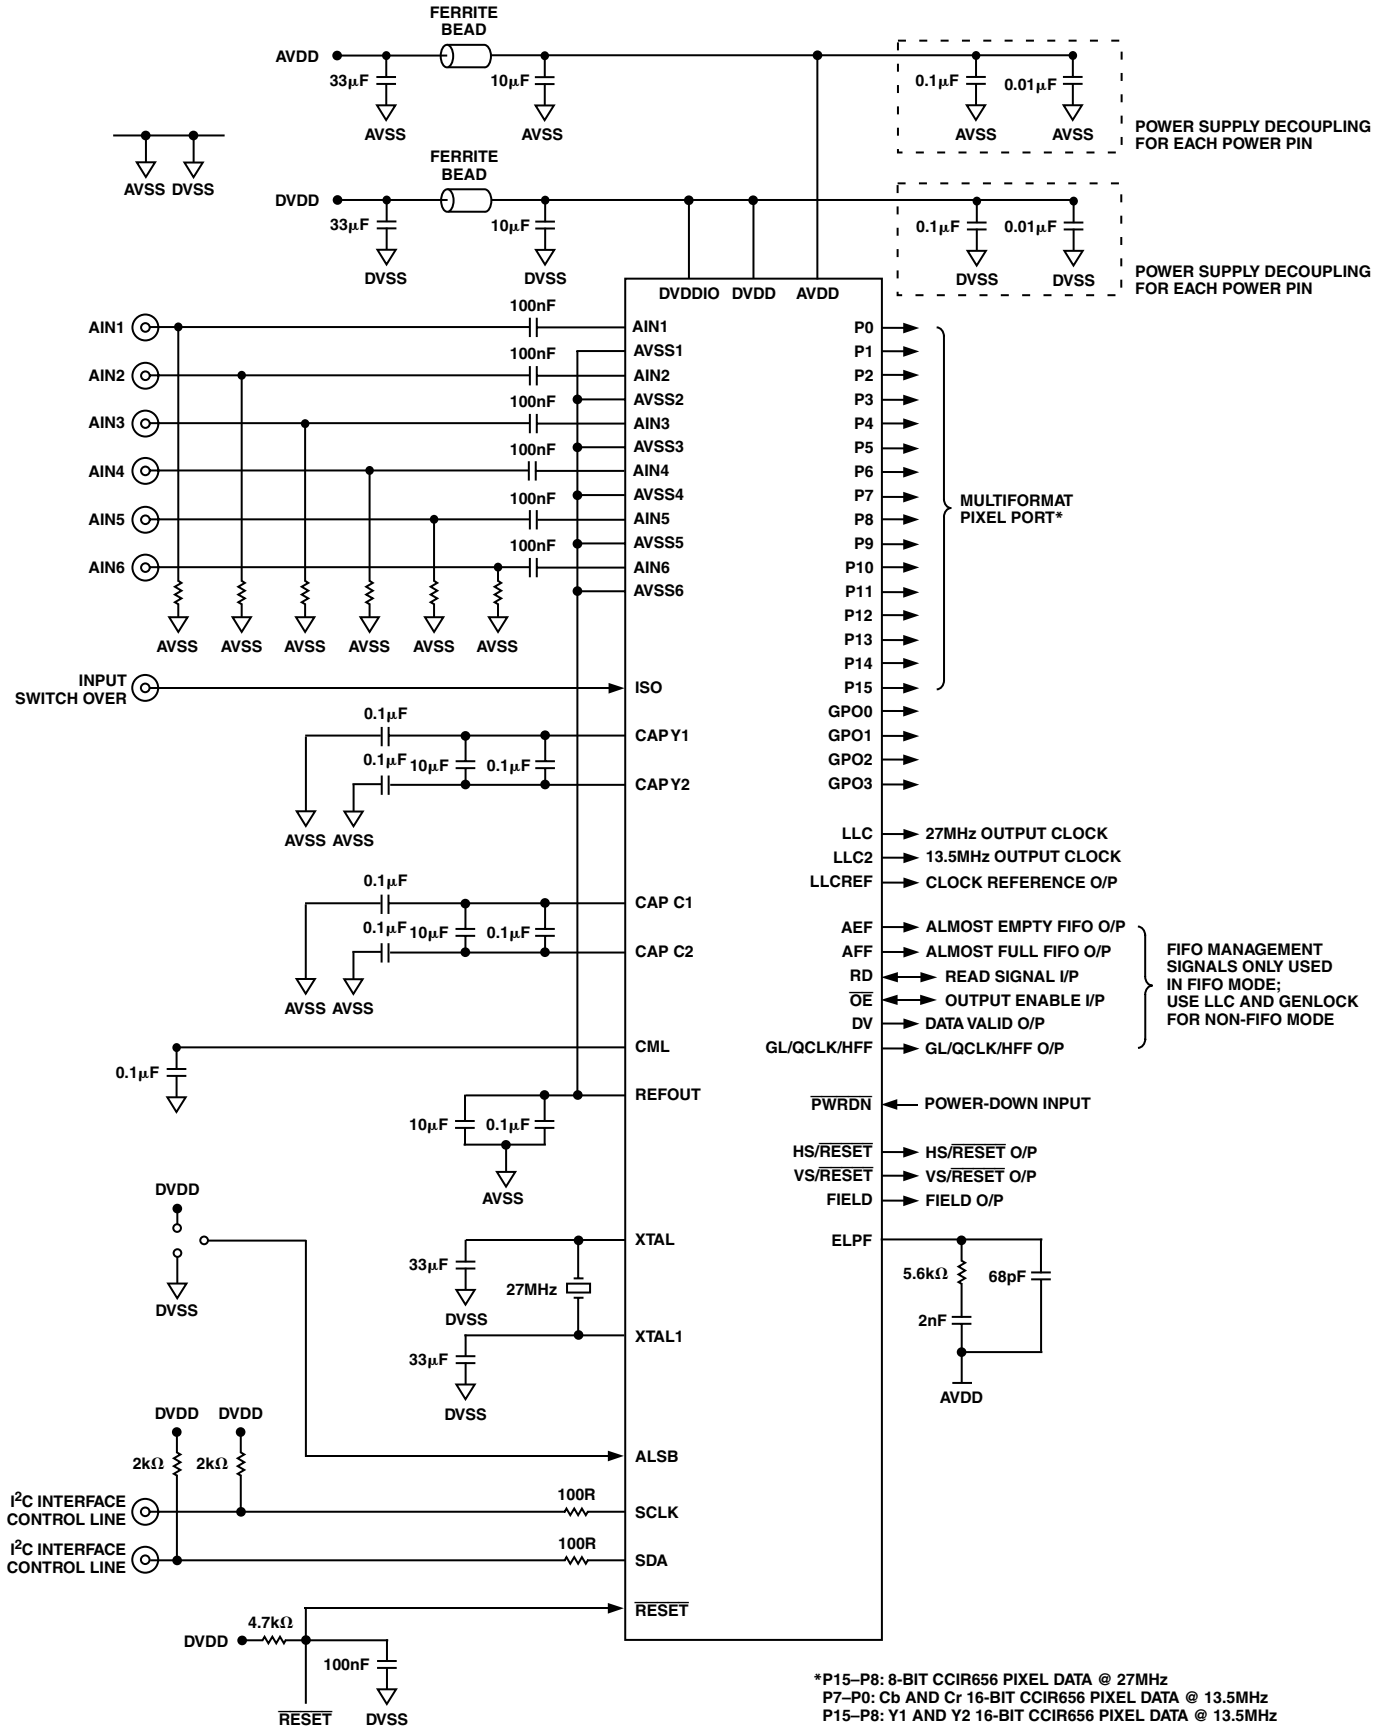 FERRITE
BEAD
AVDD
33µF
10µF
0.1µF
0.01µF
AVSS
AVSS
AVSS
AVSS
POWER SUPPLY DECOUPLING
FOR EACH POWER PIN
AVSS DVSS
FERRITE
BEAD
DVDD
33µF
10µF
0.1µF
0.01µF
DVSS
DVSS
DVSS
DVSS
POWER SUPPLY DECOUPLING
FOR EACH POWER PIN
DVDDIO DVDD AVDD
AIN1
100nF
AIN1
AVSS1
AIN2
100nF
AIN2
AVSS2
AIN3
100nF
AIN3
AVSS3
AIN4
100nF
AIN4
AVSS4
AIN5
100nF
AIN5
AVSS5
AIN6
100nF
AIN6
AVSS6
AVSS
AVSS
AVSS
AVSS
AVSS
AVSS
INPUT
SWITCH OVER
ISO
0.1µF
CAPY1
0.1µF
10µF
0.1µF
CAPY2
AVSS AVSS
0.1µF
CAP C1
0.1µF
10µF
0.1µF
CAP C2
AVSS AVSS
CML
0.1µF
REFOUT
10µF
0.1µF
AVSS
DVDD
DVSS
XTAL
33µF
DVSS
27MHz
XTAL1
33µF
DVSS
DVDD
DVDD
2kΩ
2kΩ
ALSB
I²C INTERFACE
CONTROL LINE
100R
SCLK
I²C INTERFACE
CONTROL LINE
100R
SDA
RESET
4.7kΩ
DVDD
100nF
RESET
DVSS
P0
P1
P2
P3
P4
P5
P6
P7
P8
P9
P10
P11
P12
P13
P14
P15
MULTIFORMAT
PIXEL PORT*
GPO0
GPO1
GPO2
GPO3
LLC 27MHz OUTPUT CLOCK
LLC2 13.5MHz OUTPUT CLOCK
LLCREF CLOCK REFERENCE O/P
AEF ALMOST EMPTY FIFO O/P
AFF ALMOST FULL FIFO O/P
RD READ SIGNAL I/P
OE OUTPUT ENABLE I/P
DV DATA VALID O/P
GL/QCLK/HFF GL/QCLK/HFF O/P
FIFO MANAGEMENT
SIGNALS ONLY USED
IN FIFO MODE;
USE LLC AND GENLOCK
FOR NON-FIFO MODE
PWRDN POWER-DOWN INPUT
HS/RESET HS/RESET O/P
VS/RESET VS/RESET O/P
FIELD FIELD O/P
ELPF
5.6kΩ
68pF
2nF
AVDD
*P15–P8: 8-BIT CCIR656 PIXEL DATA @ 27MHz
P7–P0: Cb AND Cr 16-BIT CCIR656 PIXEL DATA @ 13.5MHz
P15–P8: Y1 AND Y2 16-BIT CCIR656 PIXEL DATA @ 13.5MHz